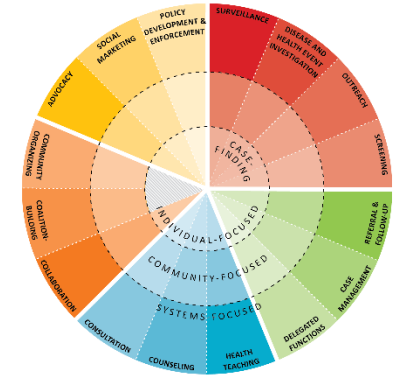 SURVEILLANCE
DISEASE AND
HEALTH EVENT
INVESTIGATION
OUTREACH
SCREENING
REFERRAL &
FOLLOW-UP
CASE
MANAGEMENT
DELEGATED
FUNCTIONS
HEALTH
TEACHING
COUNSELING
CONSULTATION
COLLABORATION
COALITION-
BUILDING
COMMUNITY
ORGANIZING
ADVOCACY
SOCIAL
MARKETING
POLICY
DEVELOPMENT &
ENFORCEMENT
CASE
FINDING
INDIVIDUAL-FOCUSED
COMMUNITY-FOCUSED
SYSTEMS FOCUSED